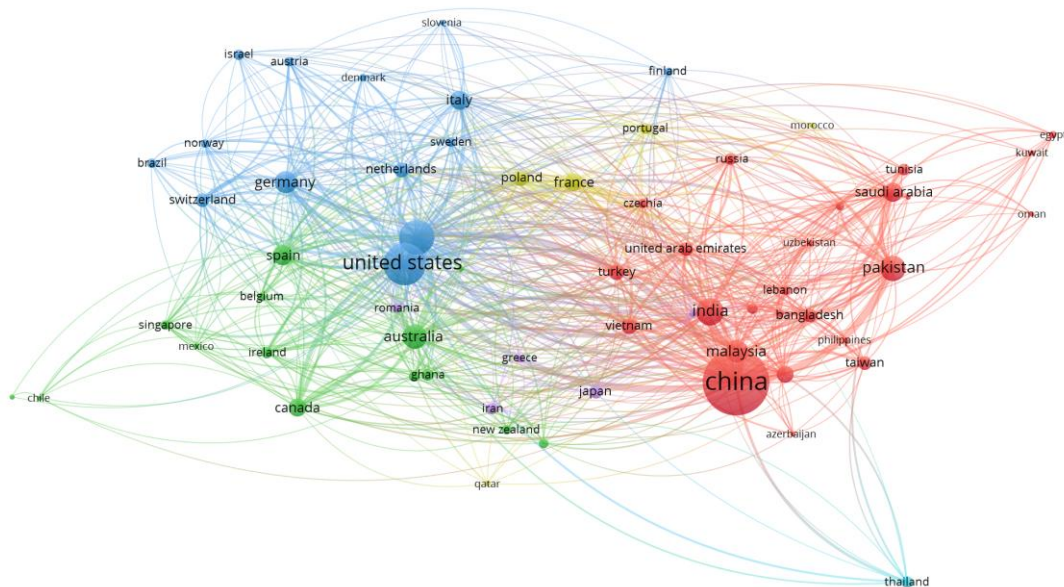 slovenia
israel
austria
denmark
finland
italy
portugal
morocco
egypt
norway
sweden
kuwait
brazil
netherlands
russia
tunisia
germany
poland
france
saudi arabia
switzerland
czechia
oman
united arab emirates
uzbekistan
spain
united states
turkey
pakistan
belgium
romania
lebanon
singapore
australia
vietnam
india
bangladesh
mexico
ireland
greece
malaysia
philippines
taiwan
ghana
china
chile
canada
iran
japan
new zealand
azerbaijan
qatar
thailand